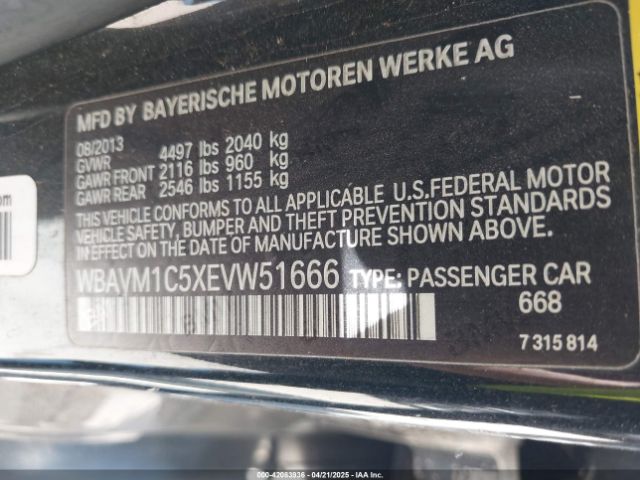 MFD BY BAYERISCHE MOTOREN WERKE AG
08/2013
GVWR 4497 lbs 2040 kg
GAWR FRONT 2116 lbs 960 kg
GAWR REAR 2546 lbs 1155 kg
THIS VEHICLE CONFORMS TO ALL APPLICABLE U.S.FEDERAL MOTOR
VEHICLE SAFETY, BUMPER AND THEFT PREVENTION STANDARDS
IN EFFECT ON THE DATE OF MANUFACTURE SHOWN ABOVE.
WBAVM1C5XEVW51666 TYPE: PASSENGER CAR
668
7 315 814
000-42083936 - 04/21/2025 - IAAI.COM